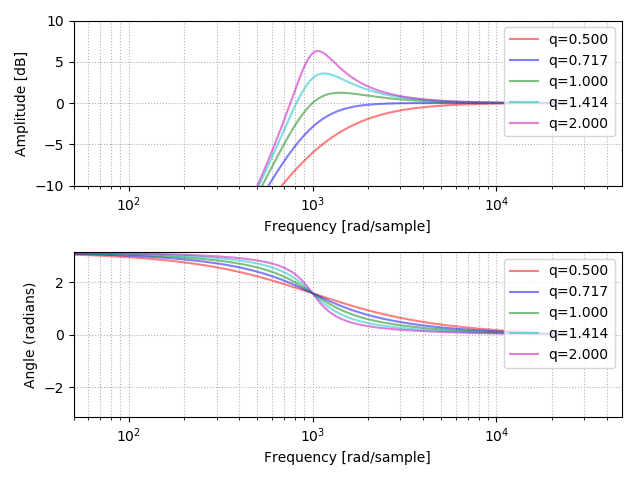 10
5
0
−5
−10
Amplitude [dB]
q=0.500
q=0.717
q=1.000
q=1.414
q=2.000
10²
10³
10⁴
Frequency [rad/sample]
2
0
−2
Angle (radians)
q=0.500
q=0.717
q=1.000
q=1.414
q=2.000
10²
10³
10⁴
Frequency [rad/sample]